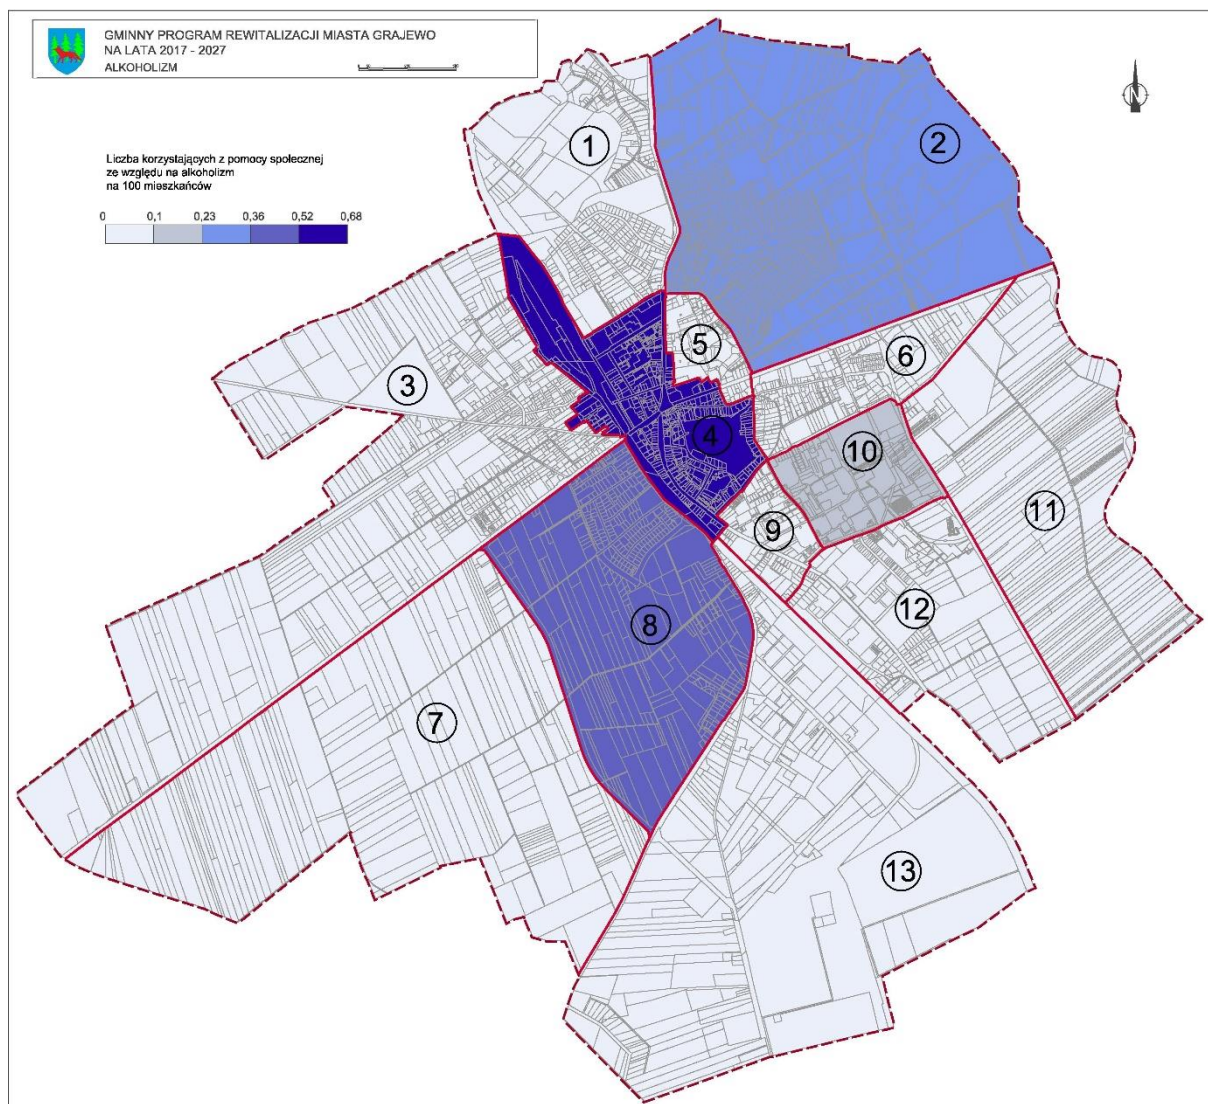 GMINNY PROGRAM REWITALIZACJI MIASTA GRAJEWO
NA LATA 2017 - 2027
ALKOHOLIZM
Liczba korzystających z pomocy społecznej
ze względu na alkoholizm
na 100 mieszkańców
0 0,1 0,23 0,36 0,52 0,68
1
2
3
4
5
6
7
8
9
10
11
12
13